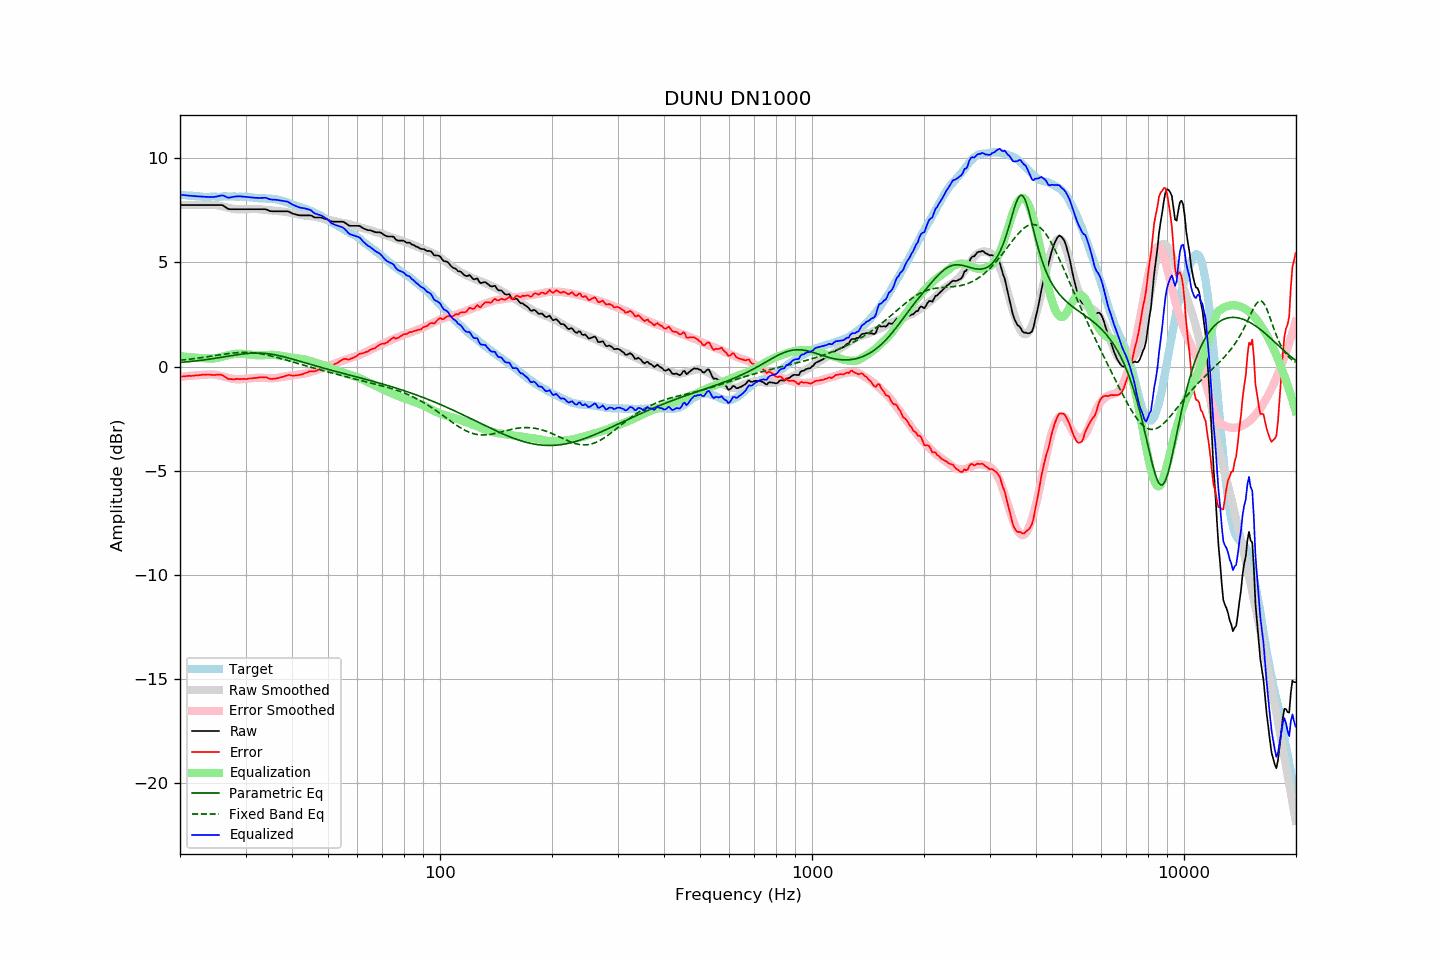 DUNU DN1000
10
5
0
−5
−10
−15
−20
Amplitude (dBr)
Target
Raw Smoothed
Error Smoothed
Raw
Error
Equalization
Parametric Eq
Fixed Band Eq
Equalized
100
1000
10000
Frequency (Hz)